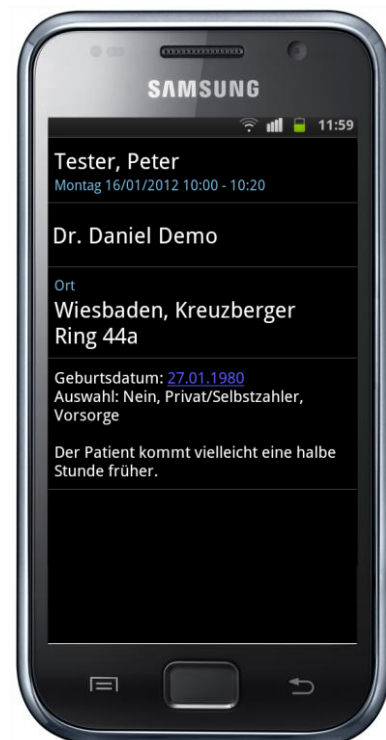 SAMSUNG
11:59
Tester, Peter
Montag 16/01/2012 10:00 - 10:20
Dr. Daniel Demo
Ort
Wiesbaden, Kreuzberger
Ring 44a
Geburtsdatum: 27.01.1980
Auswahl: Nein, Privat/Selbstzahler,
Vorsorge
Der Patient kommt vielleicht eine halbe
Stunde früher.